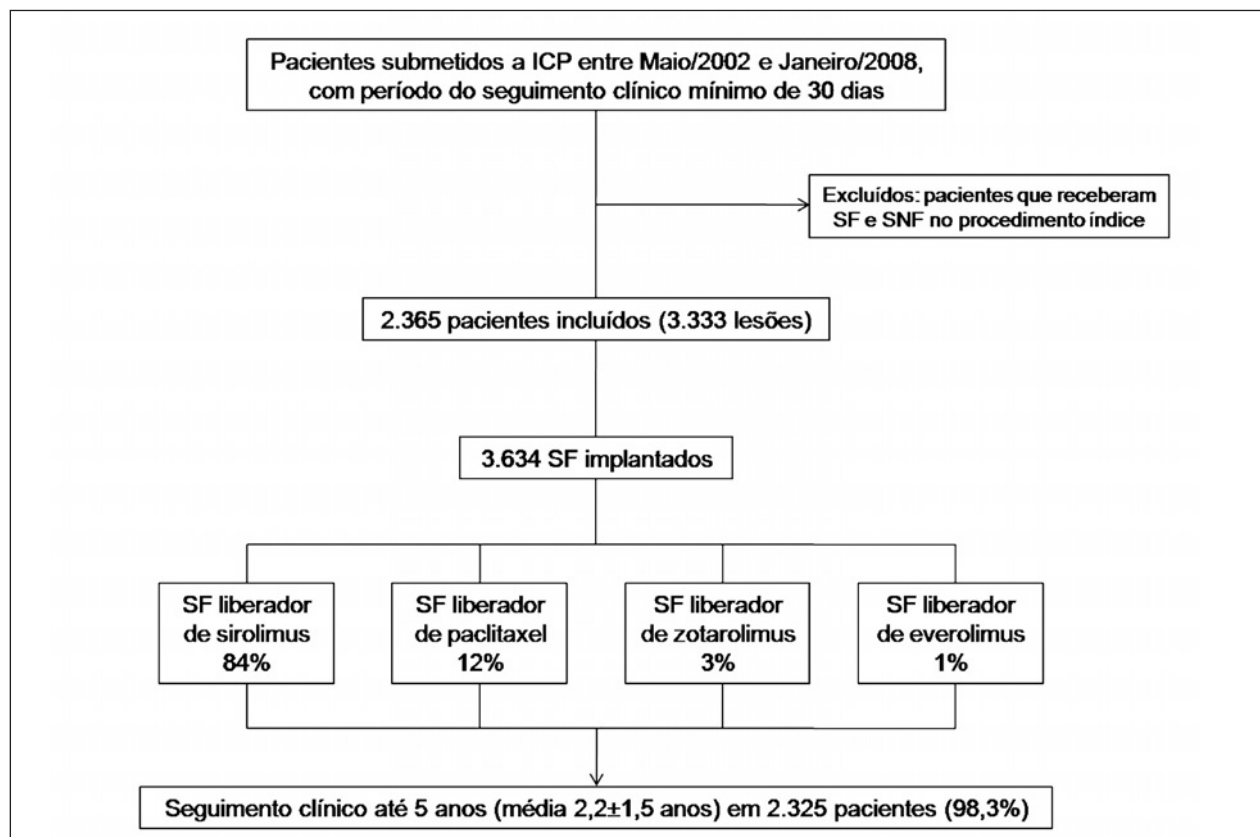 Pacientes submetidos a ICP entre Maio/2002 e Janeiro/2008,
com período do seguimento clínico mínimo de 30 dias
Excluídos: pacientes que receberam
SF e SNF no procedimento índice
2.365 pacientes incluídos (3.333 lesões)
3.634 SF implantados
SF liberador
de sirolimus
84%
SF liberador
de paclitaxel
12%
SF liberador
de zotarolimus
3%
SF liberador
de everolimus
1%
Seguimento clínico até 5 anos (média 2,2±1,5 anos) em 2.325 pacientes (98,3%)